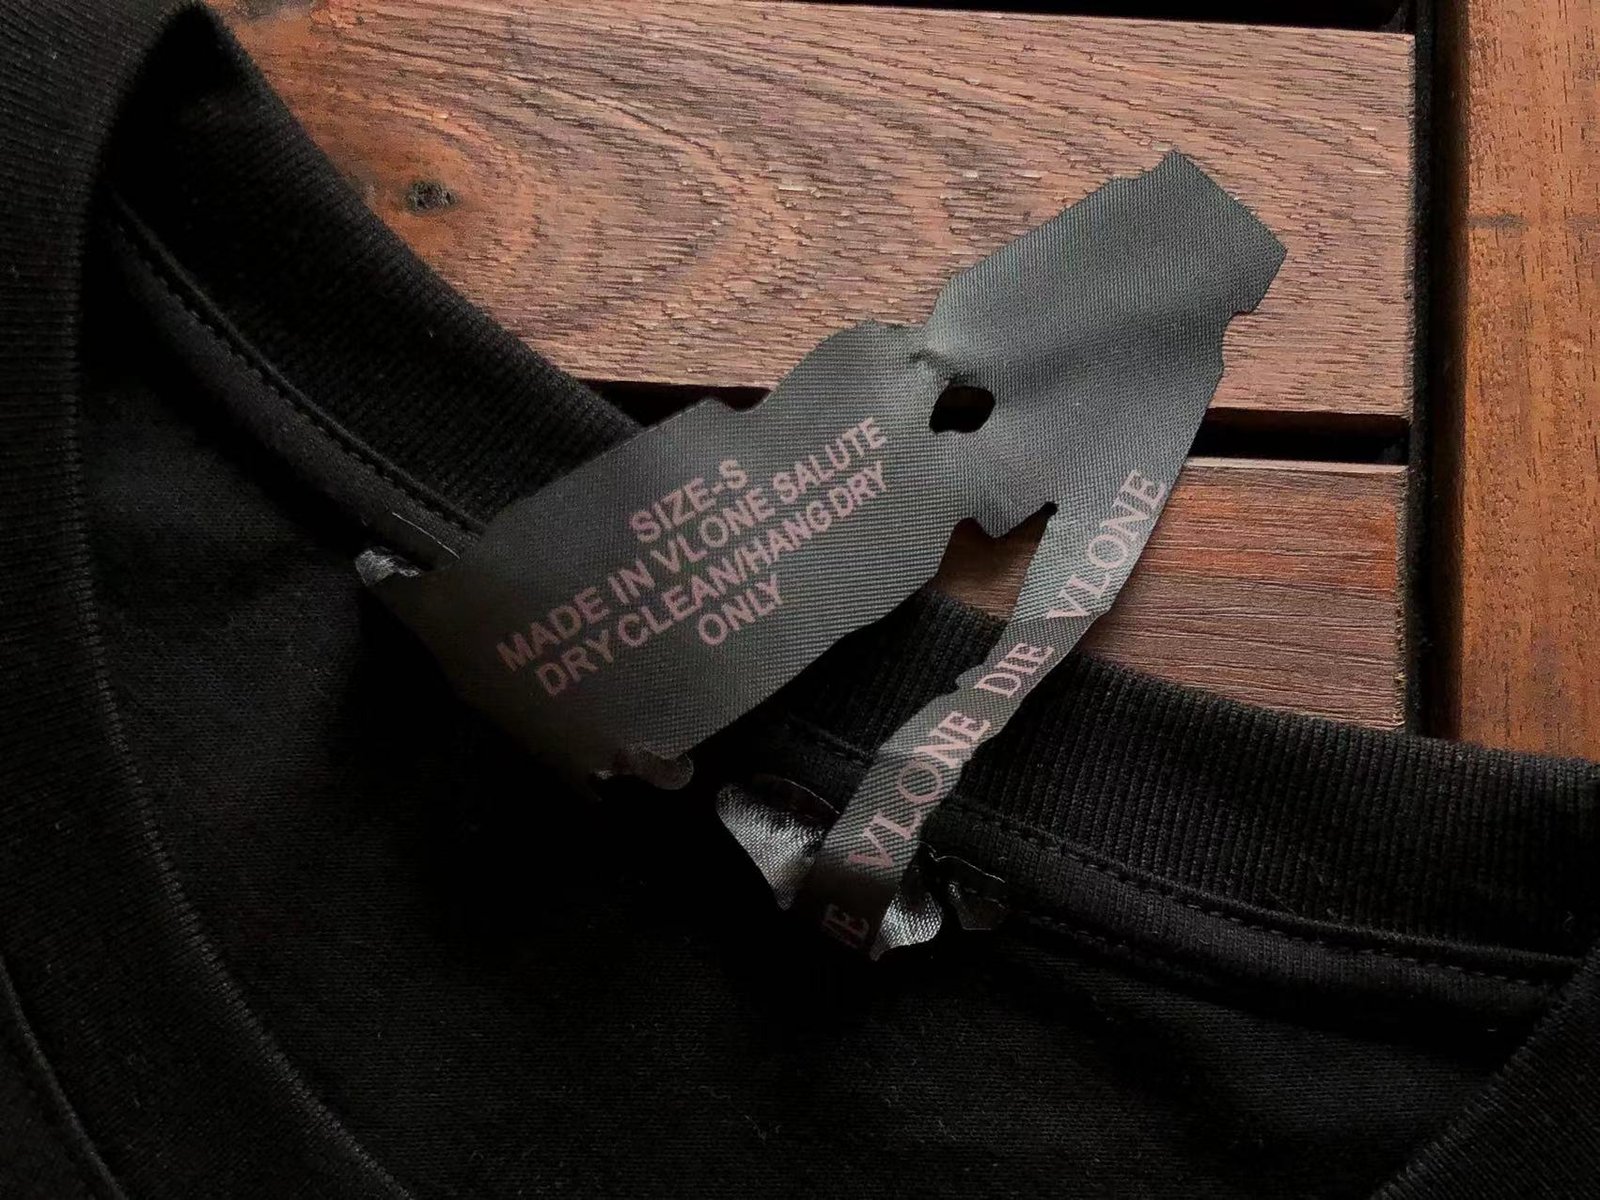 SIZE-S
MADE IN VLONE SALUTE
DRY CLEAN/HANG DRY
ONLY
VLONE DIE VLONE